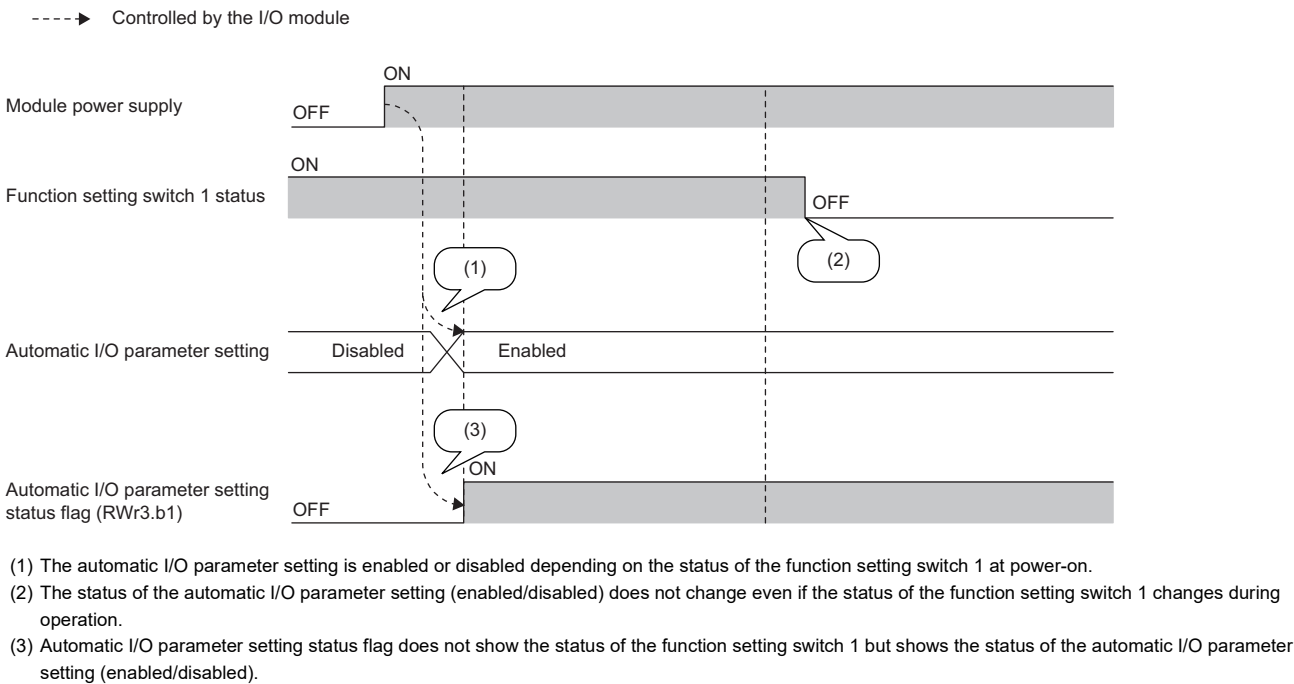 Controlled by the I/O module
ON
Module power supply
OFF
ON
Function setting switch 1 status
OFF
(2)
(1)
Automatic I/O parameter setting
Disabled
Enabled
(3)
ON
Automatic I/O parameter setting
status flag (RWr3.b1)
OFF
(1) The automatic I/O parameter setting is enabled or disabled depending on the status of the function setting switch 1 at power-on.
(2) The status of the automatic I/O parameter setting (enabled/disabled) does not change even if the status of the function setting switch 1 changes during
operation.
(3) Automatic I/O parameter setting status flag does not show the status of the function setting switch 1 but shows the status of the automatic I/O parameter
setting (enabled/disabled).